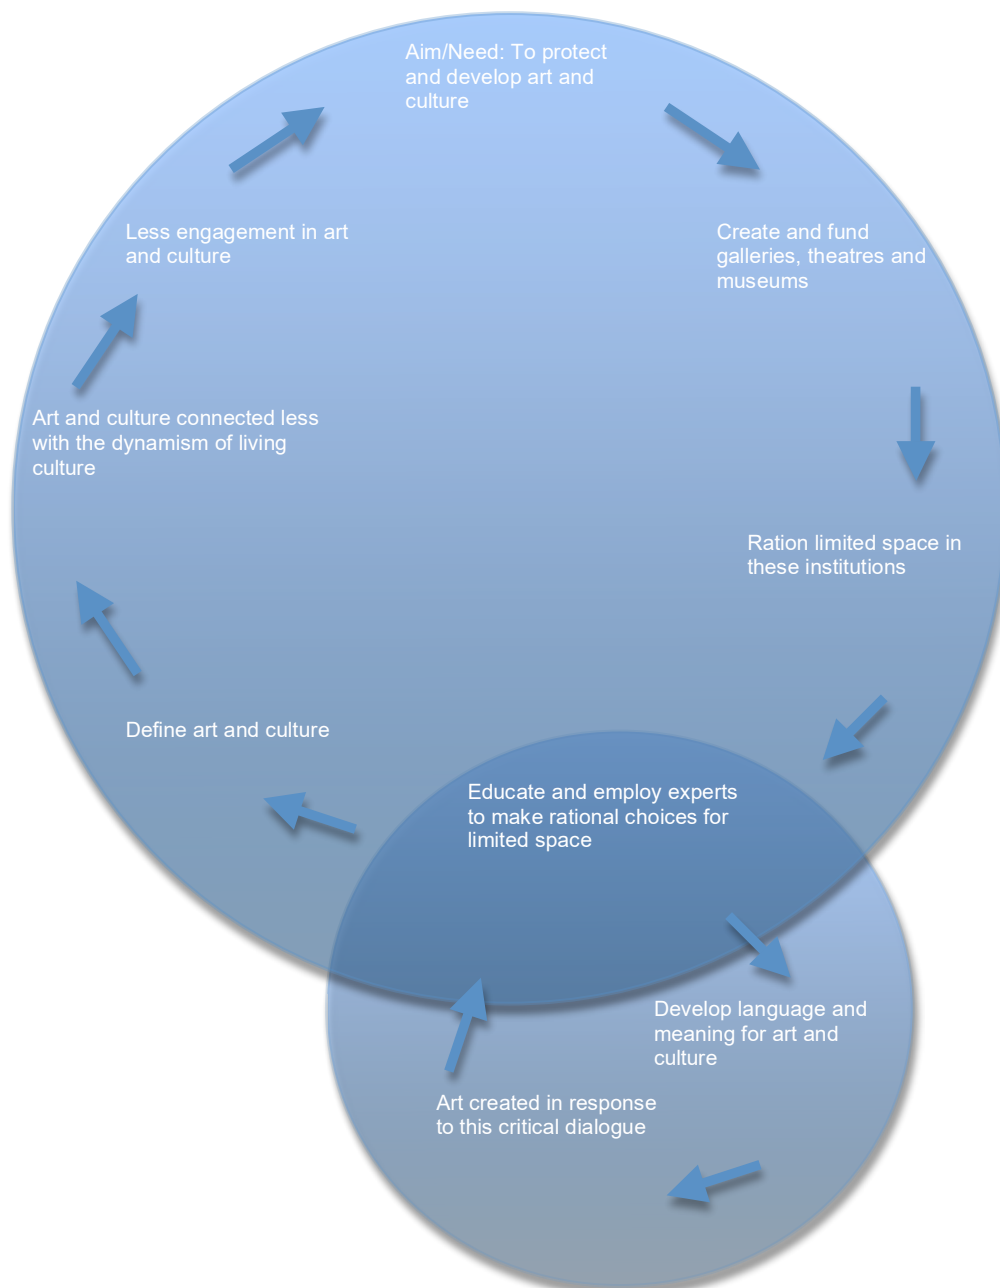 Aim/Need: To protect
and develop art and
culture
Less engagement in art
and culture
Create and fund
galleries, theatres and
museums
Art and culture connected less
with the dynamism of living
culture
Ration limited space in
these institutions
Define art and culture
Educate and employ experts
to make rational choices for
limited space
Develop language and
meaning for art and
culture
Art created in response
to this critical dialogue